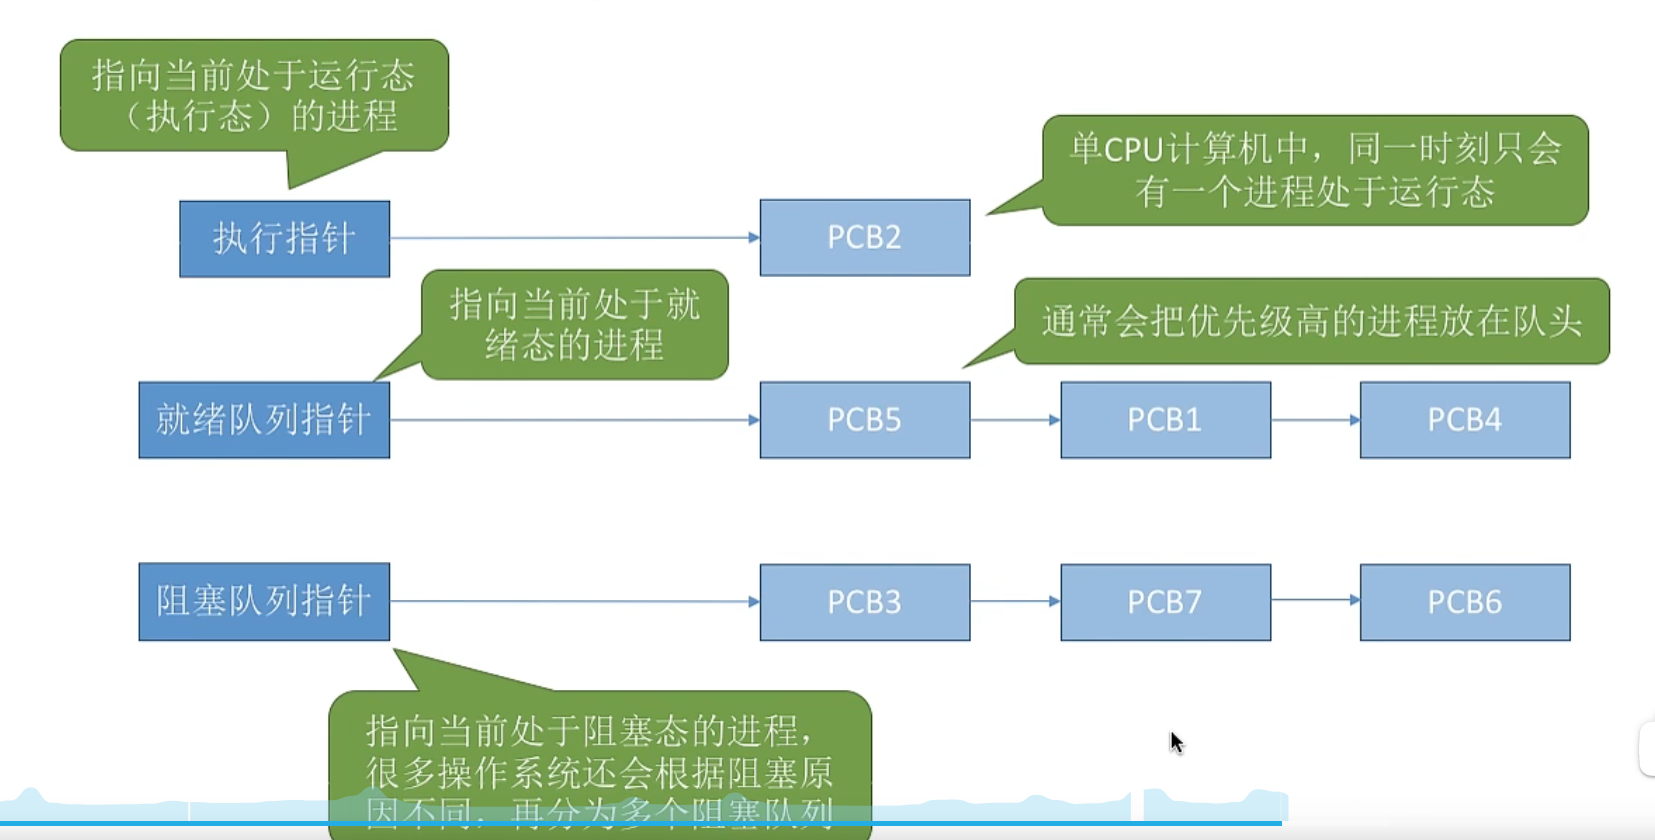 指向当前处于运行态
（执行态）的进程
单CPU计算机中，同一时刻只会
有一个进程处于运行态
执行指针
PCB2
指向当前处于就
绪态的进程
通常会把优先级高的进程放在队头
就绪队列指针
PCB5
PCB1
PCB4
阻塞队列指针
PCB3
PCB7
PCB6
指向当前处于阻塞态的进程，
很多操作系统还会根据阻塞原
因不同，再分为多个阻塞队列